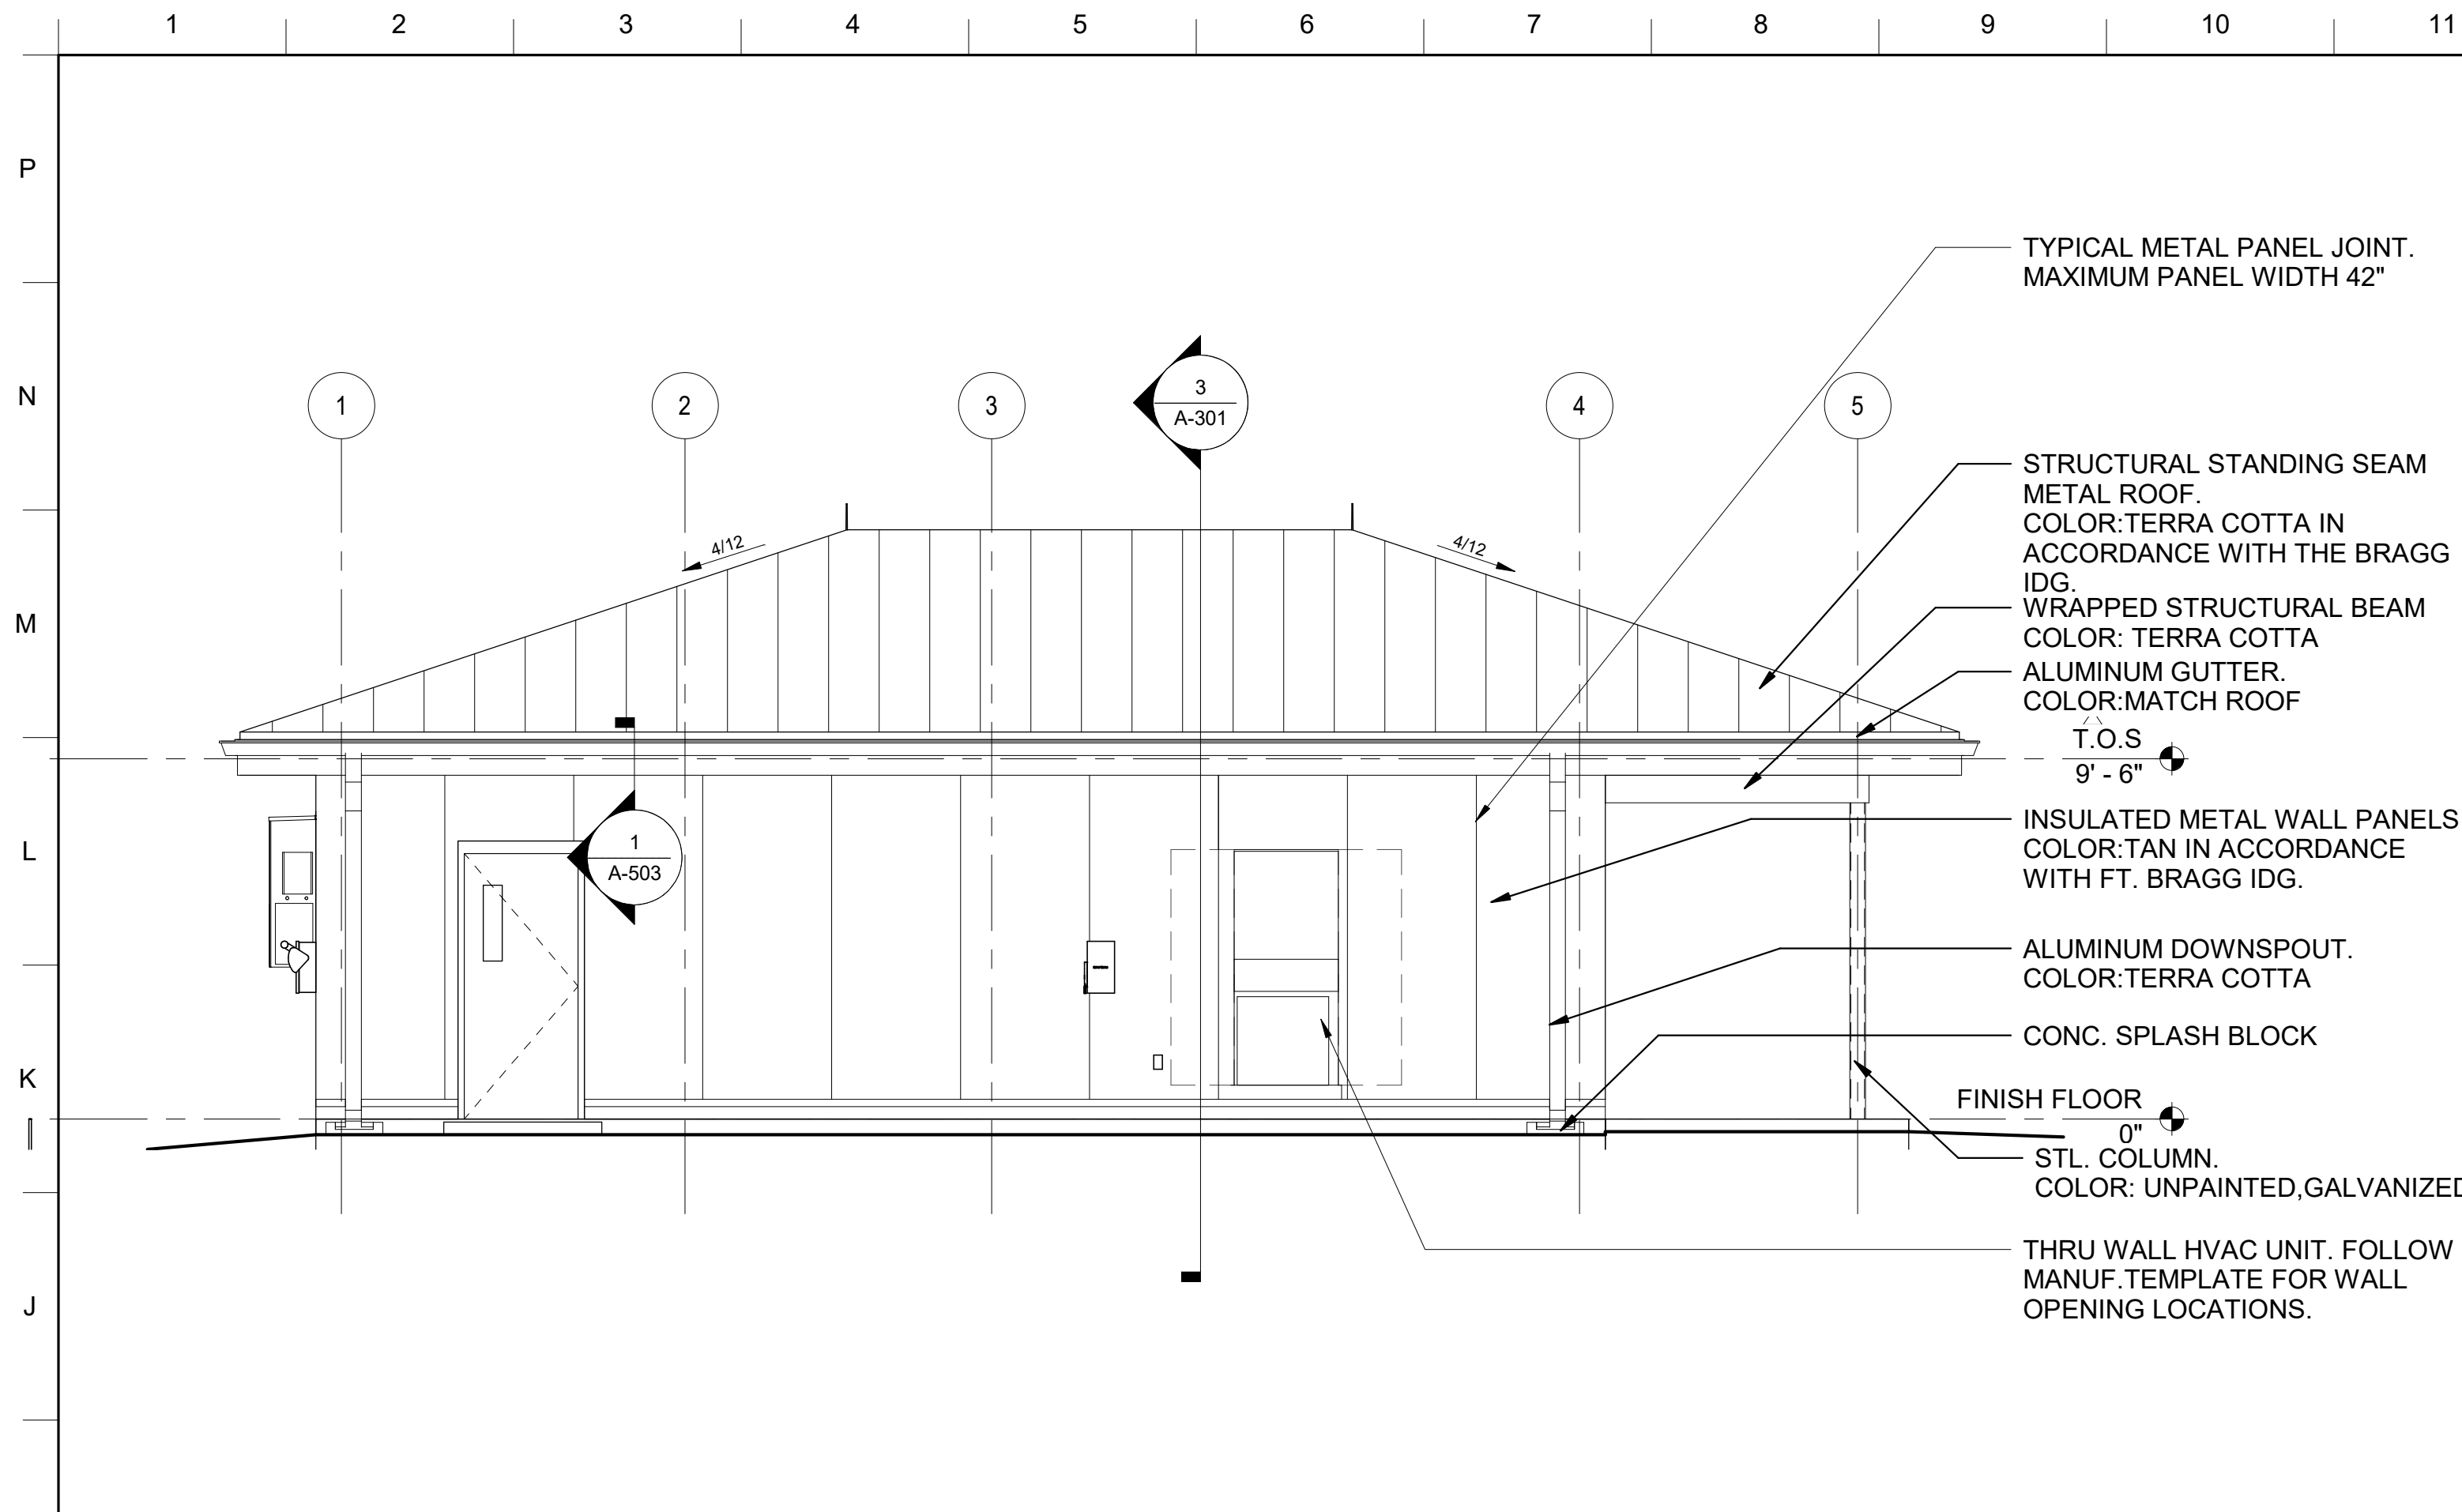 1 2 3 4 5 6 7 8 9 10 11
P
N
M
L
K
J
TYPICAL METAL PANEL JOINT.
MAXIMUM PANEL WIDTH 42"
1
2
3
3
A-301
4
5
STRUCTURAL STANDING SEAM
METAL ROOF.
COLOR:TERRA COTTA IN
ACCORDANCE WITH THE BRAGG
IDG.
4/12
4/12
WRAPPED STRUCTURAL BEAM
COLOR: TERRA COTTA
ALUMINUM GUTTER.
COLOR:MATCH ROOF
T.O.S
9' - 6"
INSULATED METAL WALL PANELS
COLOR:TAN IN ACCORDANCE
WITH FT. BRAGG IDG.
1
A-503
ALUMINUM DOWNSPOUT.
COLOR:TERRA COTTA
CONC. SPLASH BLOCK
FINISH FLOOR
0"
STL. COLUMN.
COLOR: UNPAINTED,GALVANIZED
THRU WALL HVAC UNIT. FOLLOW
MANUF.TEMPLATE FOR WALL
OPENING LOCATIONS.